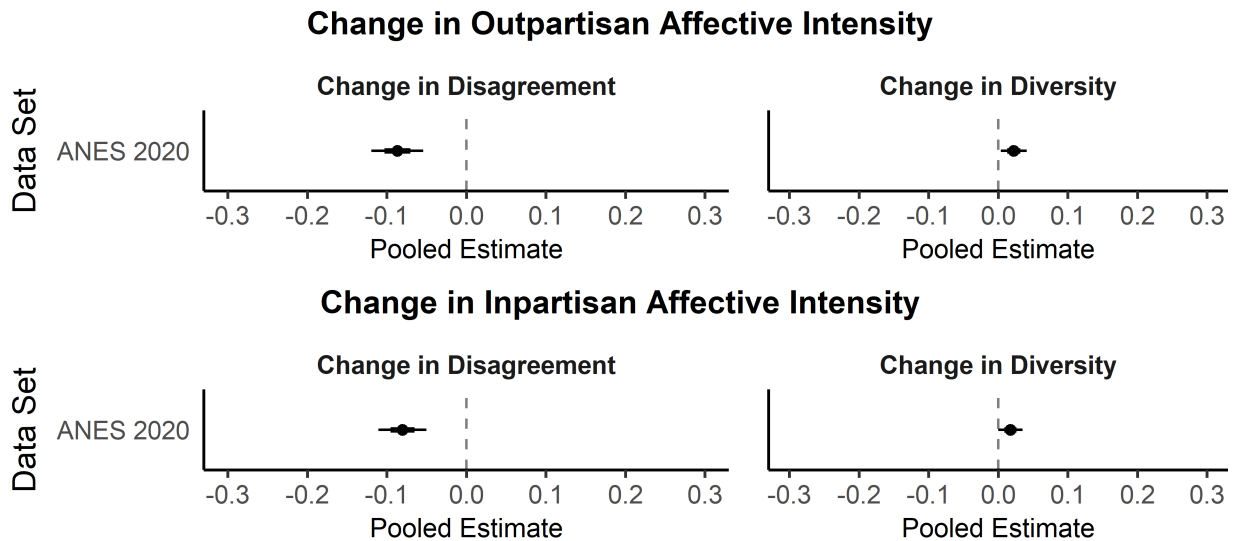 Change in Outpartisan Affective Intensity
Change in Disagreement
Change in Diversity
Data Set
ANES 2020
-0.3 -0.2 -0.1 0.0 0.1 0.2 0.3
-0.3 -0.2 -0.1 0.0 0.1 0.2 0.3
Pooled Estimate
Pooled Estimate
Change in Inpartisan Affective Intensity
Change in Disagreement
Change in Diversity
Data Set
ANES 2020
-0.3 -0.2 -0.1 0.0 0.1 0.2 0.3
-0.3 -0.2 -0.1 0.0 0.1 0.2 0.3
Pooled Estimate
Pooled Estimate